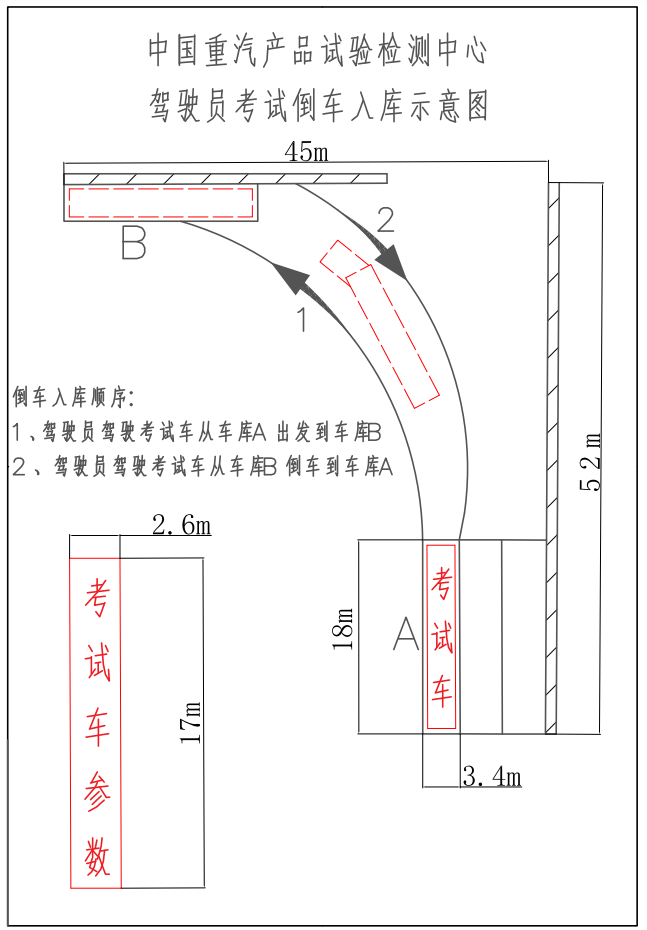 中国重汽产品试验检测中心
驾驶员考试倒车入库示意图
45m
B
2
1
倒车入库顺序:
1、驾驶员驾驶考试车从车库A 出发到车库B
2、驾驶员驾驶考试车从车库B 倒车到车库A
52m
2.6m
考试车参数
17m
18m
A
考试车
3.4m